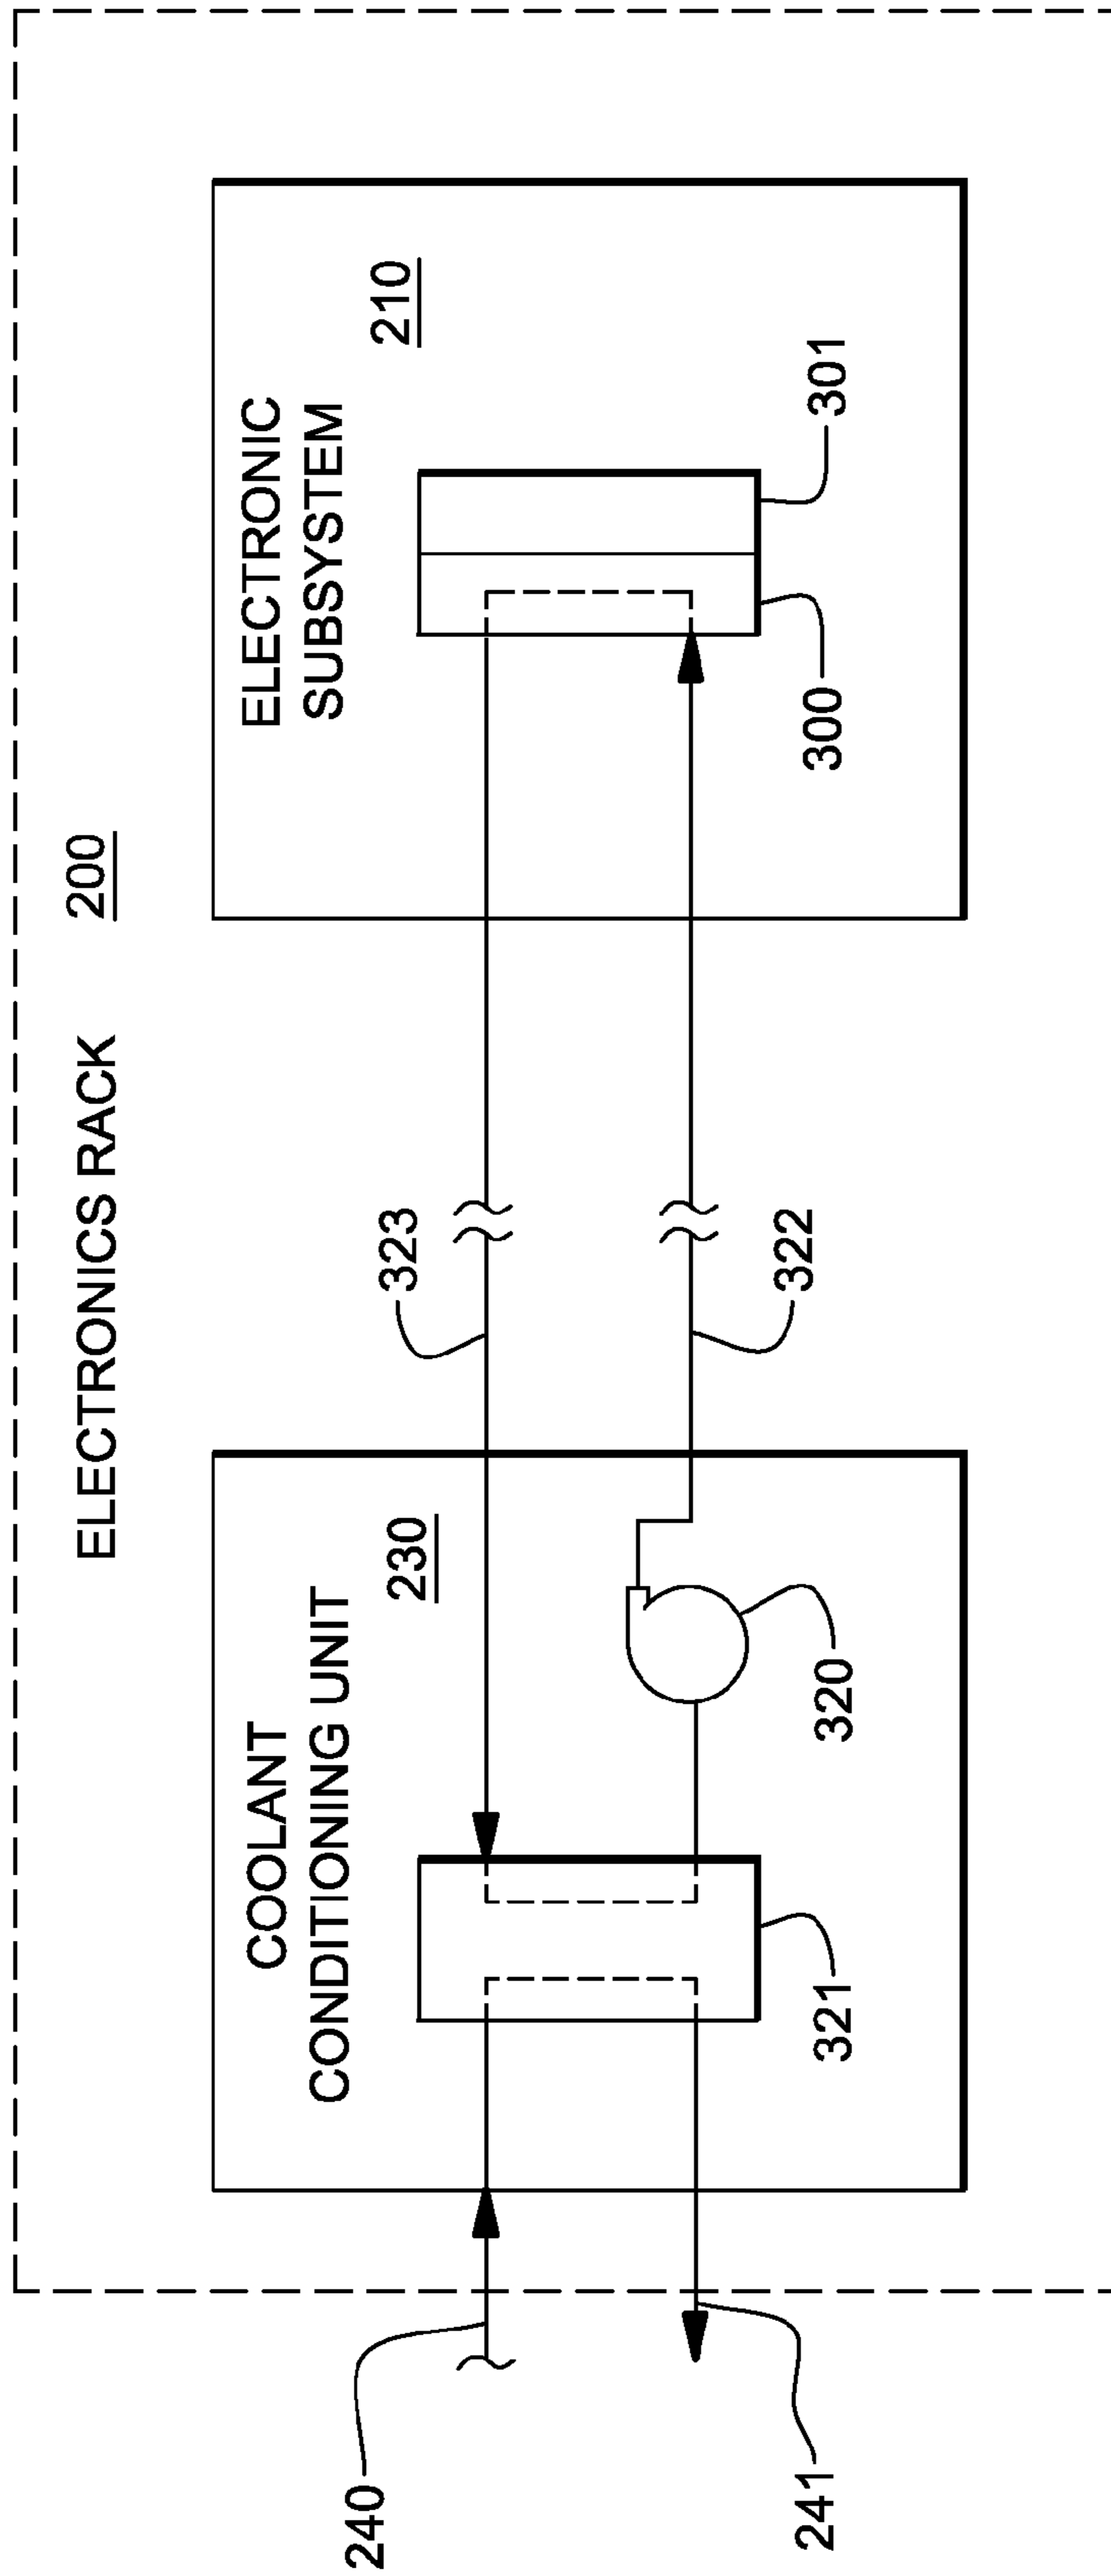 ELECTRONICS RACK 200
COOLANT
CONDITIONING UNIT
230
ELECTRONIC
SUBSYSTEM
210
240
241
323
322
321
320
300
301